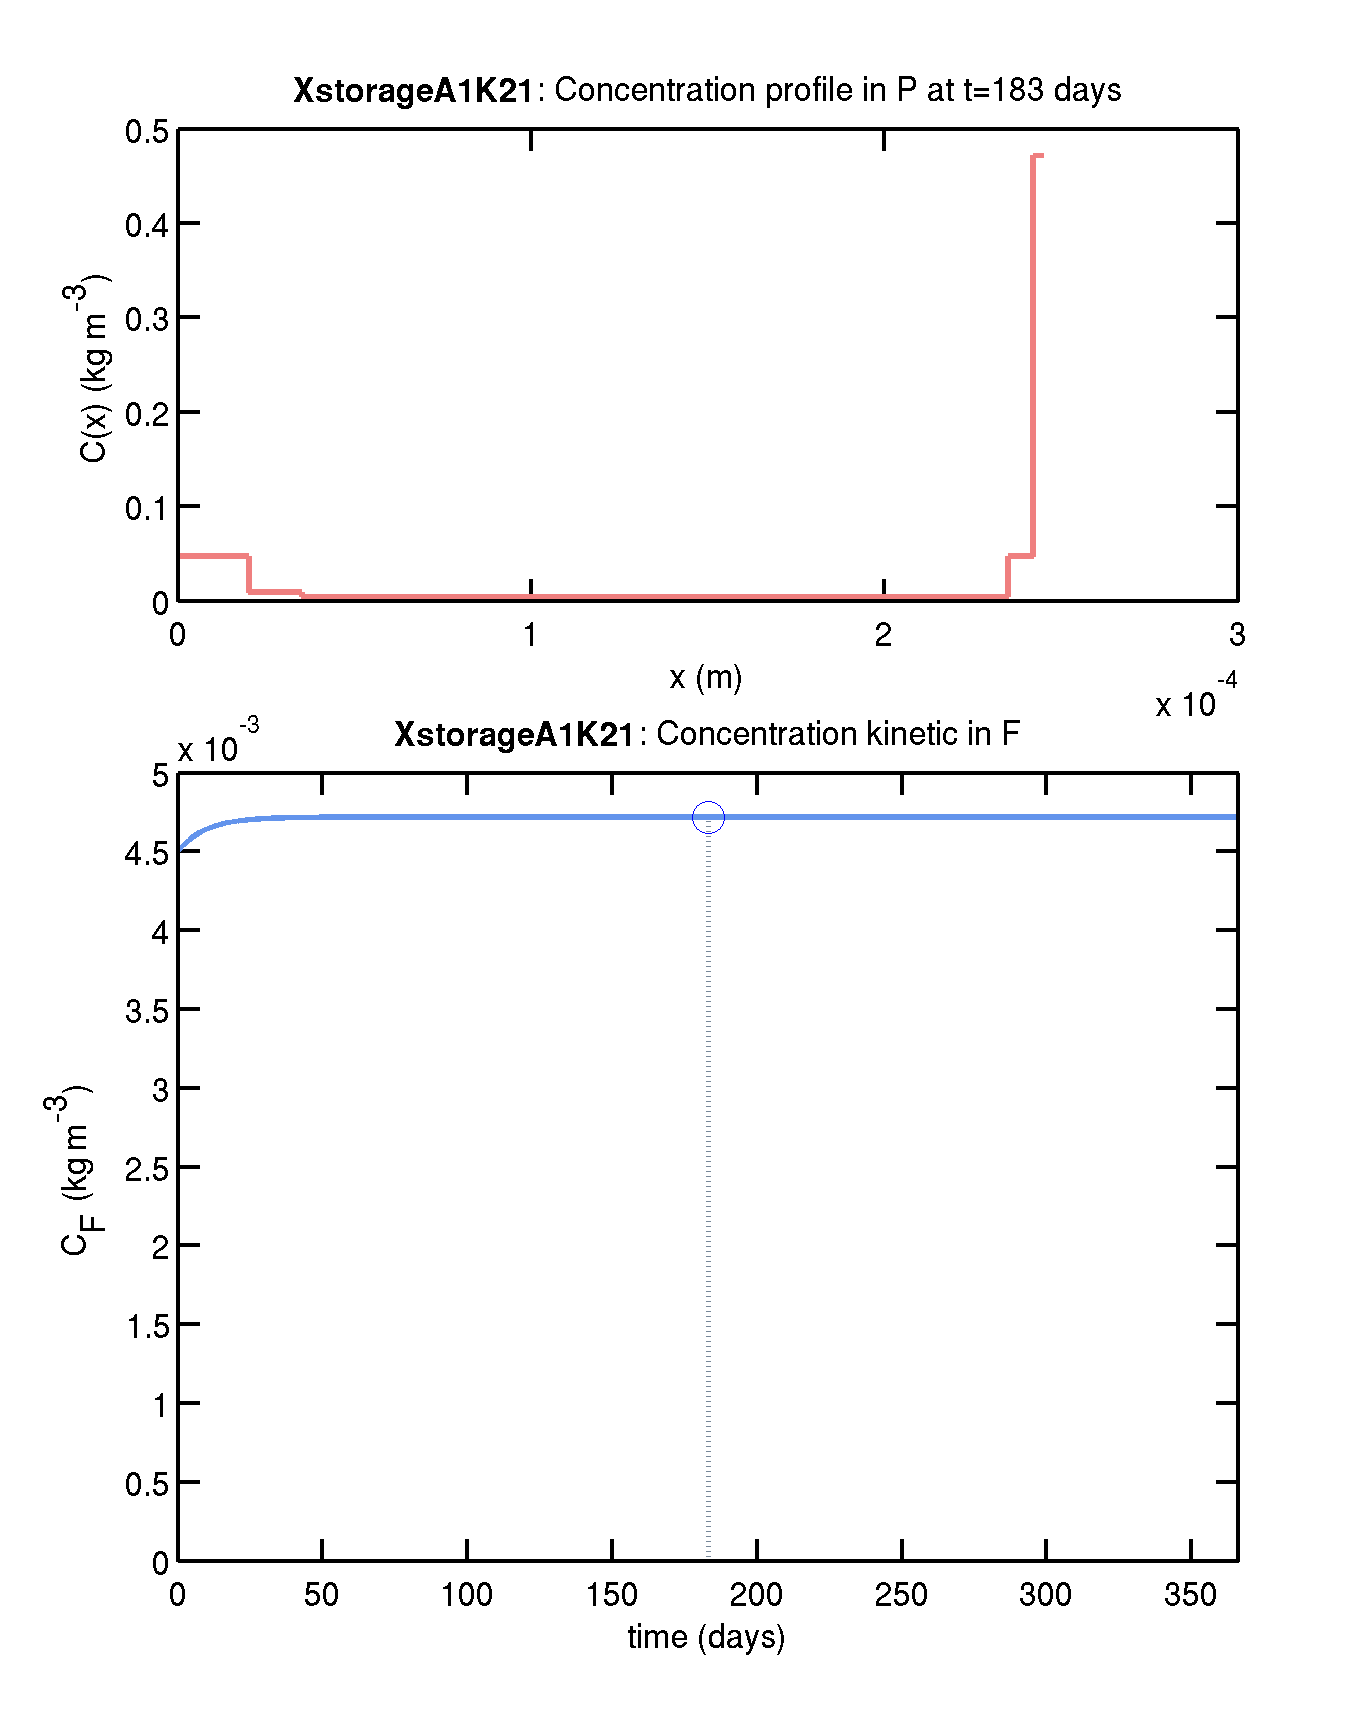 XstorageA1K21: Concentration profile in P at t=183 days
0.5
0.4
0.3
0.2
0.1
0
C(x) (kg m-3)
0 1 2 3
x (m)
x 10-4
XstorageA1K21: Concentration kinetic in F
x 10-3
5
4.5
4
3.5
3
2.5
2
1.5
1
0.5
0
CF (kg m-3)
0 50 100 150 200 250 300 350
time (days)